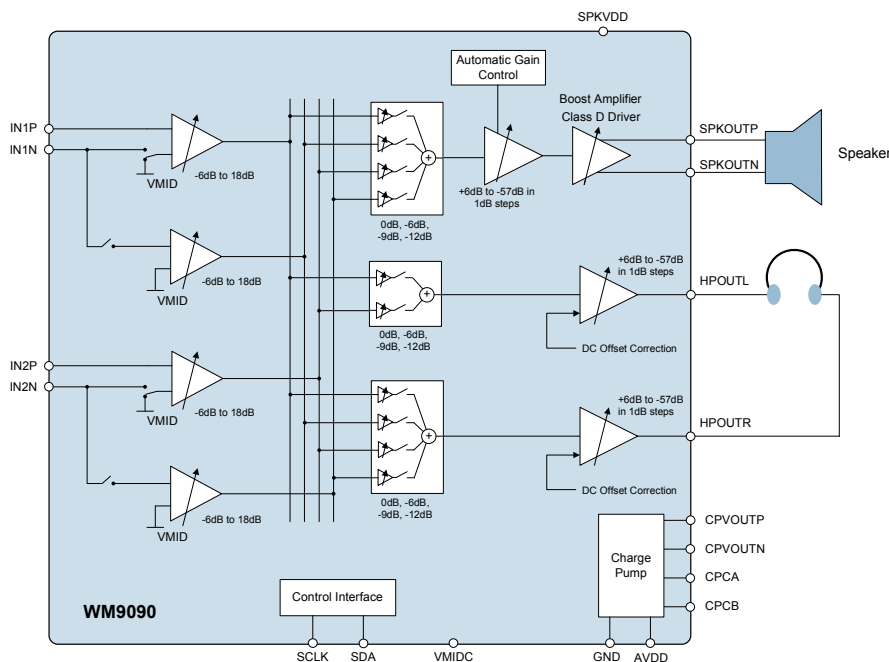 SPKVDD
Automatic Gain
Control
Boost Amplifier
Class D Driver
IN1P
IN1N
VMID
-6dB to 18dB
SPKOUTP
SPKOUTN
Speaker
+6dB to -57dB in
1dB steps
0dB, -6dB,
-9dB, -12dB
VMID
-6dB to 18dB
+6dB to -57dB
in 1dB steps
HPOUTL
0dB, -6dB,
-9dB, -12dB
DC Offset Correction
IN2P
IN2N
VMID
-6dB to 18dB
+6dB to -57dB
in 1dB steps
HPOUTR
VMID
-6dB to 18dB
0dB, -6dB,
-9dB, -12dB
DC Offset Correction
Charge
Pump
CPVOUTP
CPVOUTN
CPCA
CPCB
WM9090
Control Interface
SCLK
SDA
VMIDC
GND
AVDD